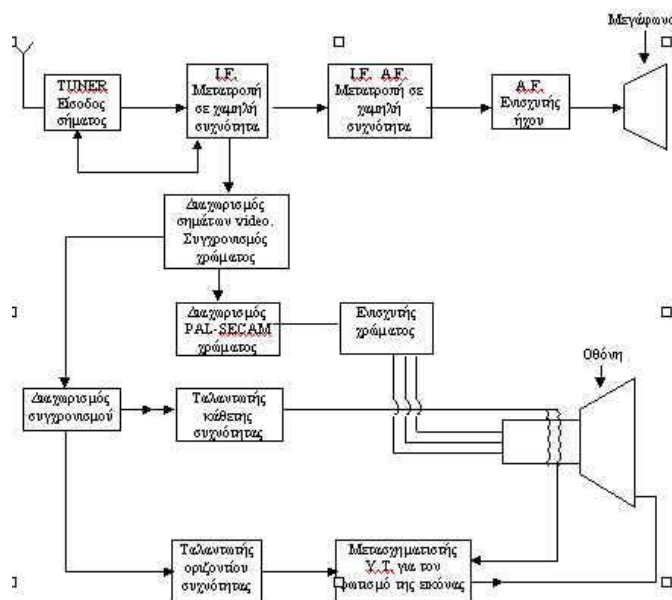 Μεγάφωνο
TUNER
Είσοδος
σήματος
I.F.
Μετατροπή
σε χαμηλή
συχνότητα
I.F. A.F.
Μετατροπή σε
χαμηλή
συχνότητα
A.F.
Ενισχυτής
ήχου
Διαχωρισμός
σημάτων video.
Συγχρονισμός
χρώματος
Διαχωρισμός
PAL-SECAM
χρώματος
Ενισχυτής
χρώματος
Οθόνη
Διαχωρισμός
συγχρονισμού
Ταλαντωτής
κάθετης
συχνότητας
Ταλαντωτής
οριζοντίου
συχνότητας
Μετασχηματιστής
Υ.Τ. για τον
φωτισμό της εικόνας